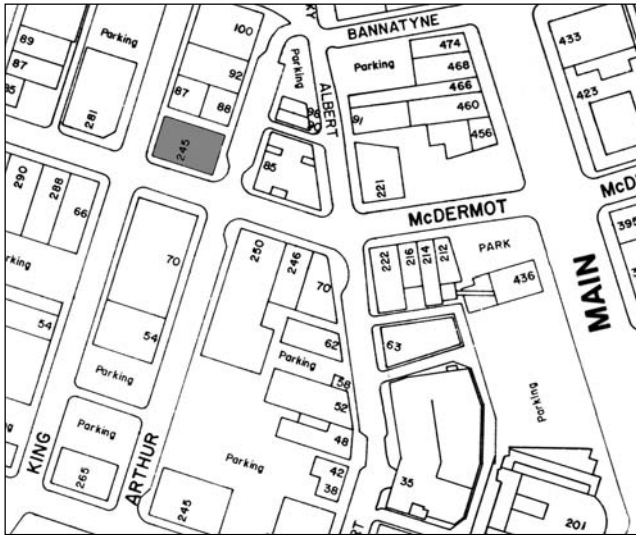 BANNATYNE
100
474
433
89
Parking
Parking
Parking
468
87
92
466
423
85
87
88
ALBERT
460
281
91
456
245
85
221
290
288
66
McDERMOT
McD
395
250
246
222
216
214
212
PARK
70
70
436
MAIN
54
54
62
63
Parking
58
Parking
52
Parking
Parking
48
KING
ARTHUR
Parking
42
35
265
245
38
201